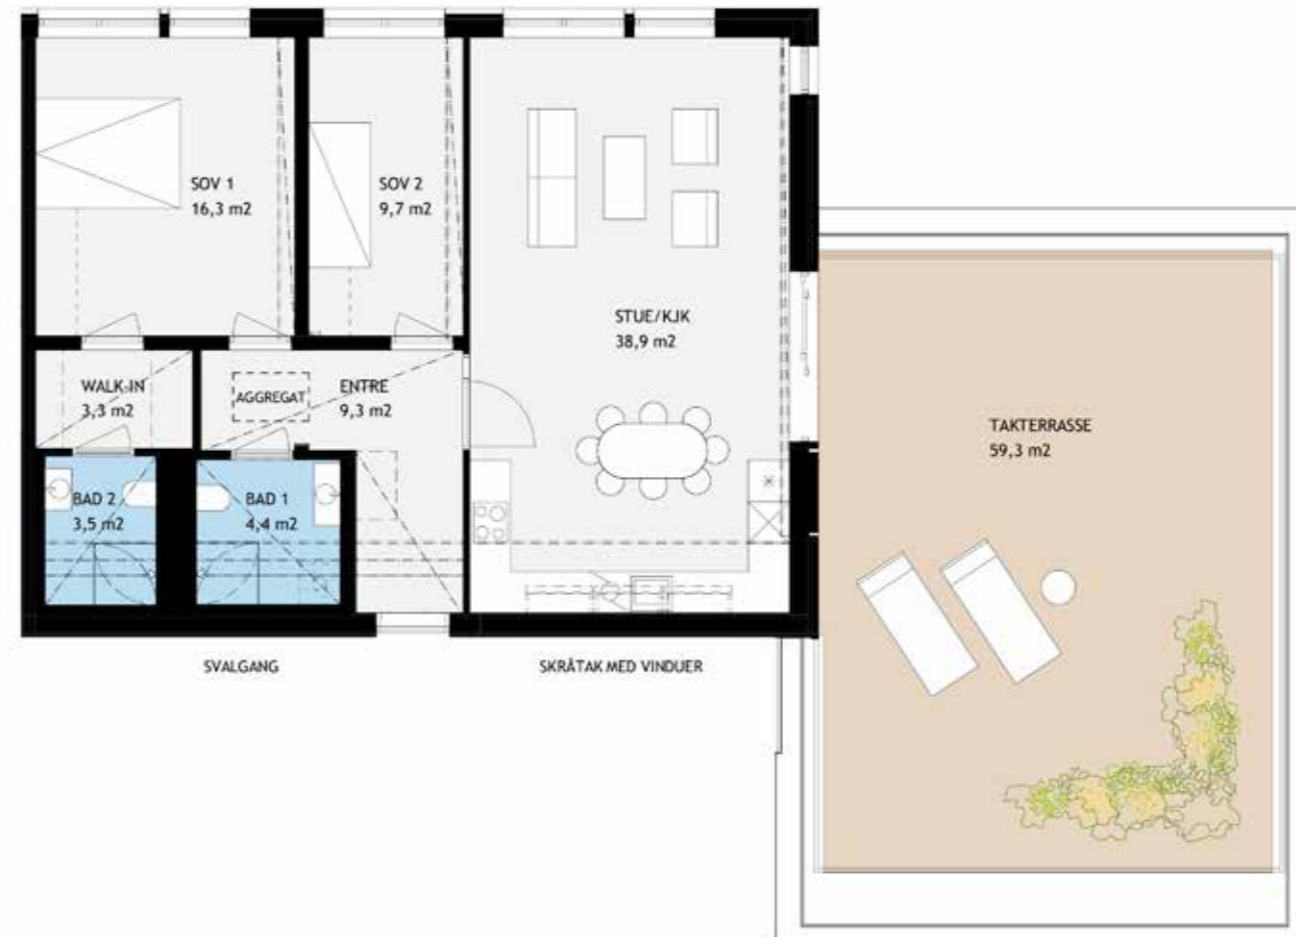 SOV 1
16,3 m2
SOV 2
9,7 m2
STUE/KJK
38,9 m2
WALK-IN
3,3 m2
AGGREGAT
ENTRE
9,3 m2
TAKTERRASSE
59,3 m2
BAD 2
3,5 m2
BAD 1
4,4 m2
SVALGANG
SKRÅTAK MED VINDUER